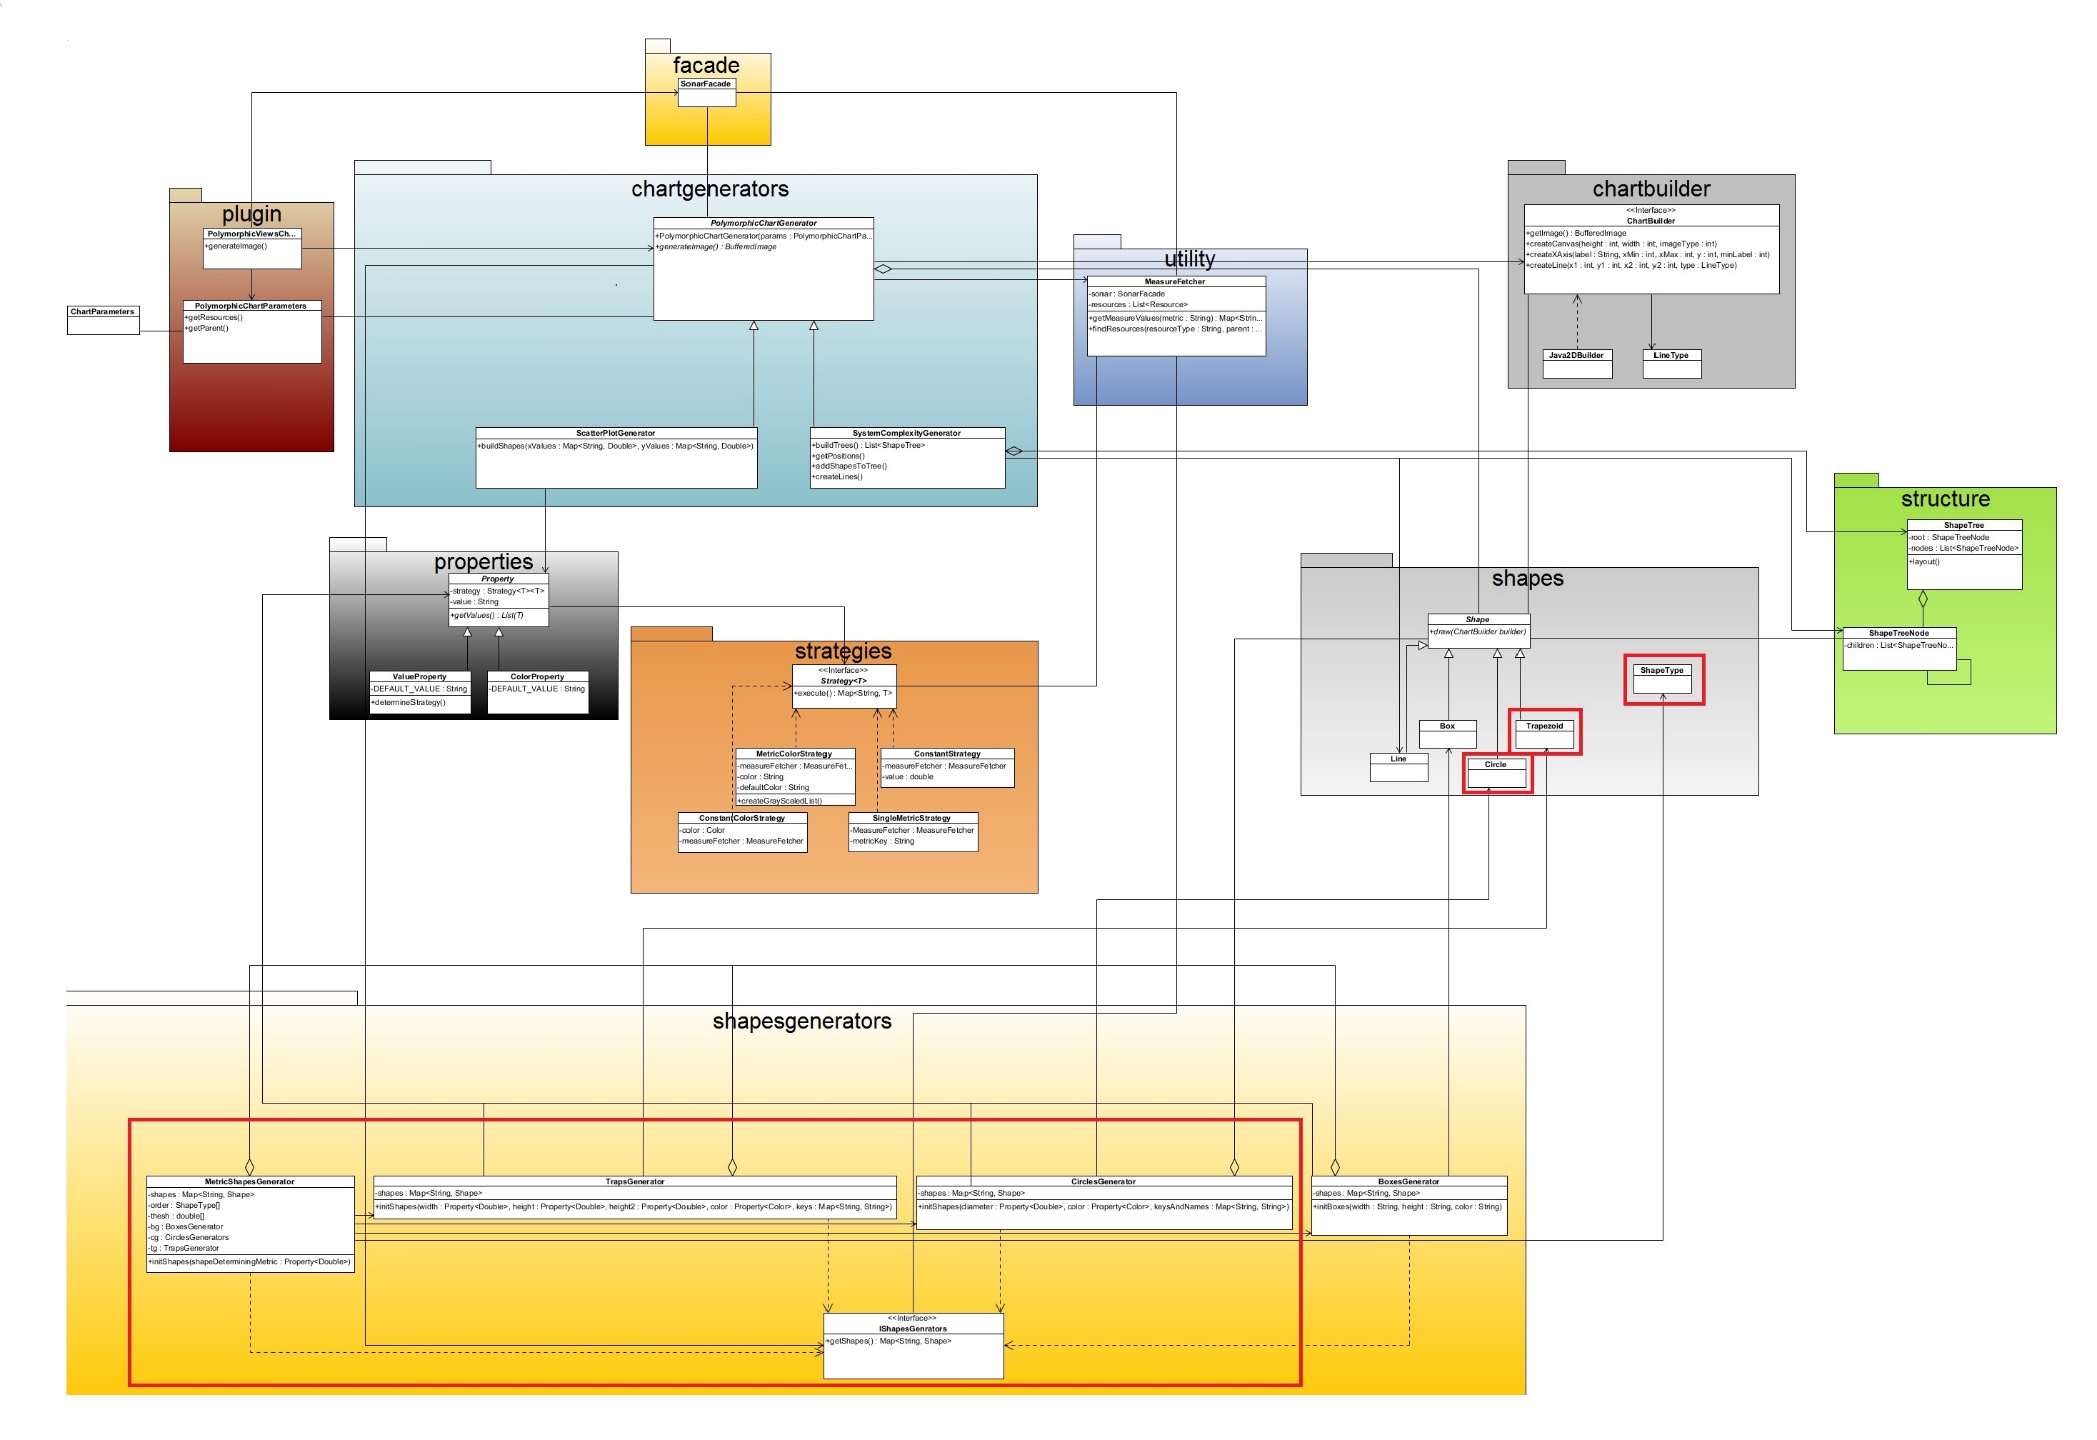 facade
SonarFacade
chartgenerators
PolymorphicChartGenerator
+PolymorphicChartGenerator(params : PolymorphicChartPa...
+generateImage() : BufferedImage
ScatterPlotGenerator
+buildShapes(xValues : Map<String, Double>, yValues : Map<String, Double>)
SystemComplexityGenerator
+buildTrees() : List<ShapeTree>
+getPositions()
+addShapesToTree()
+createLines()
plugin
PolymorphicViewsCh...
+generateImage()
PolymorphicChartParameters
+getResources()
+getParent()
ChartParameters
utility
MeasureFetcher
-sonar : SonarFacade
-resources : List<Resource>
+getMeasureValues(metric : String) : Map<Strin...
+findResources(resourceType : String, parent : ...
chartbuilder
<<Interface>>
ChartBuilder
+getImage() : BufferedImage
+createCanvas(height : int, width : int, imageType : int)
+createXAxis(label : String, xMin : int, xMax : int, y : int, minLabel : int)
+createLine(x1 : int, y1 : int, x2 : int, y2 : int, type : LineType)
Java2DBuilder
LineType
structure
ShapeTree
-root : ShapeTreeNode
-nodes : List<ShapeTreeNode>
+layout()
ShapeTreeNode
-children : List<ShapeTreeNo...
properties
Property
-strategy : Strategy<T><T>
-value : String
+getValues() : List(T)
ValueProperty
-DEFAULT_VALUE : String
+determineStrategy()
ColorProperty
-DEFAULT_VALUE : String
strategies
<<Interface>>
Strategy<T>
+execute() : Map<String, T>
MetricColorStrategy
-measureFetcher : MeasureFet...
-color : String
-defaultColor : String
+createGrayScaledList()
ConstantStrategy
-measureFetcher : MeasureFetcher
-value : double
ConstantColorStrategy
-color : Color
-measureFetcher : MeasureFetcher
SingleMetricStrategy
-MeasureFetcher : MeasureFetcher
-metricKey : String
shapes
Shape
+draw(ChartBuilder builder)
ShapeType
Box
Trapezoid
Line
Circle
shapesgenerators
MetricShapesGenerator
-shapes : Map<String, Shape>
-order : ShapeType[]
-thesh : double[]
-bg : BoxesGenerator
-cg : CirclesGenerators
-tg : TrapsGenerator
+initShapes(shapeDeterminingMetric : Property<Double>)
TrapsGenerator
-shapes : Map<String, Shape>
+initShapes(width : Property<Double>, height : Property<Double>, height2 : Property<Double>, color : Property<Color>, keys : Map<String, String>)
CirclesGenerator
-shapes : Map<String, Shape>
+initShapes(diameter : Property<Double>, color : Property<Color>, keysAndNames : Map<String, String>)
BoxesGenerator
-shapes : Map<String, Shape>
+initBoxes(width : String, height : String, color : String)
<<Interface>>
IShapesGenrators
+getShapes() : Map<String, Shape>